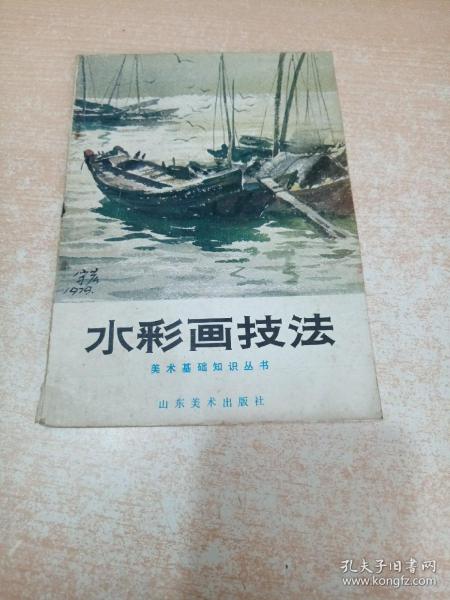 1979.
水彩画技法
美术基础知识丛书
山东美术出版社
孔夫子旧书网
www.kongfz.com